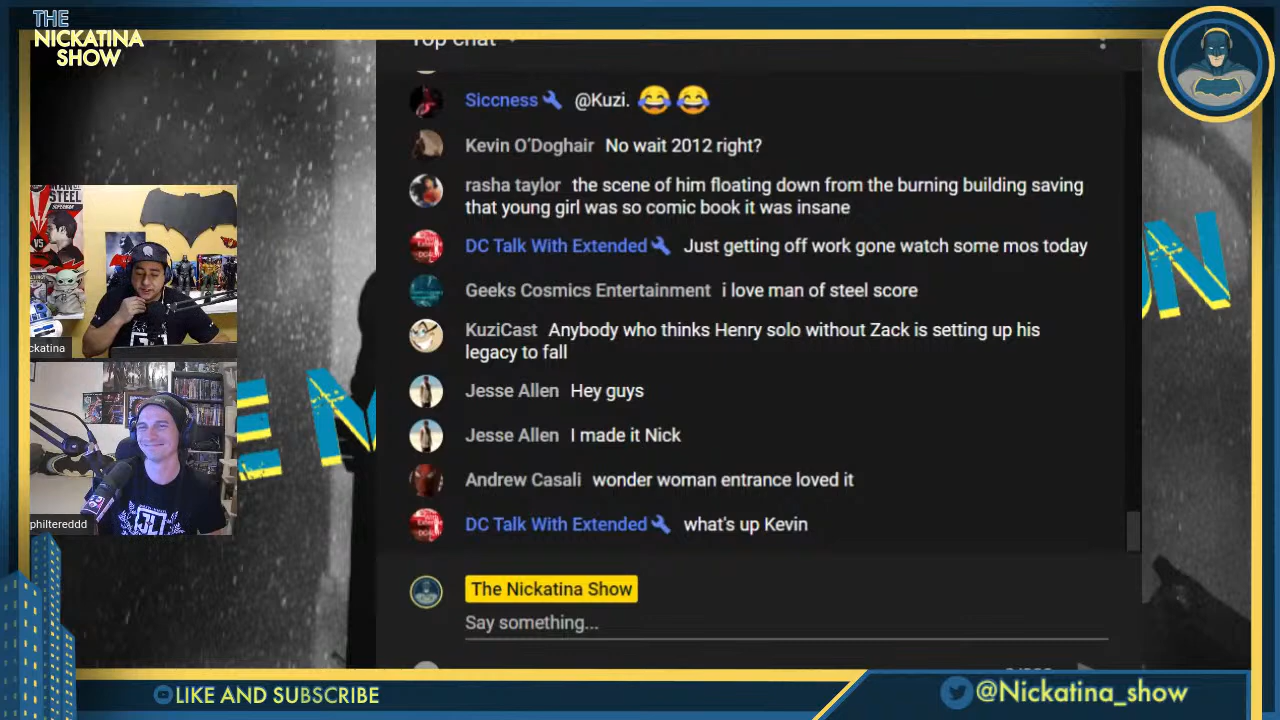 THE
NICKATINA
SHOW
Top chat
Siccness @Kuzi. 😂 😂
Kevin O'Doghair No wait 2012 right?
rasha taylor the scene of him floating down from the burning building saving
that young girl was so comic book it was insane
DC Talk With Extended Just getting off work gone watch some mos today
Geeks Cosmics Entertainment i love man of steel score
KuziCast Anybody who thinks Henry solo without Zack is setting up his
legacy to fall
Jesse Allen Hey guys
Jesse Allen I made it Nick
Andrew Casali wonder woman entrance loved it
DC Talk With Extended what's up Kevin
The Nickatina Show
Say something...
STEEL
SUPERMAN
VS
ckatina
philtereddd
E
LIKE AND SUBSCRIBE
@Nickatina_show